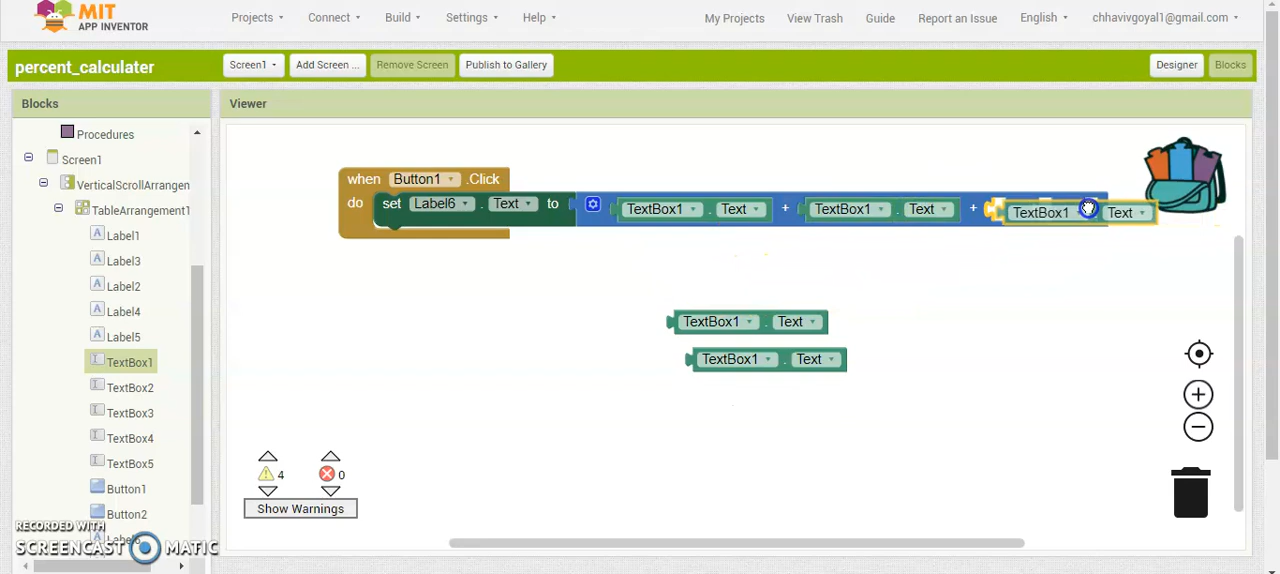 MIT
APP INVENTOR
Projects Connect Build Settings Help My Projects View Trash Guide Report an Issue English chhavivgoyal1@gmail.com
percent_calculater Screen1 Add Screen ... Remove Screen Publish to Gallery Designer Blocks
Blocks Viewer
Procedures
Screen1
VerticalScrollArrangen
TableArrangement1
Label1
Label3
Label2
Label4
Label5
TextBox1
TextBox2
TextBox3
TextBox4
TextBox5
Button1
Button2
when Button1 .Click
do set Label6 . Text to TextBox1 . Text + TextBox1 . Text + TextBox1 Text
TextBox1 . Text
TextBox1 . Text
4 0
Show Warnings
RECORDED WITH
SCREENCAST MATIC